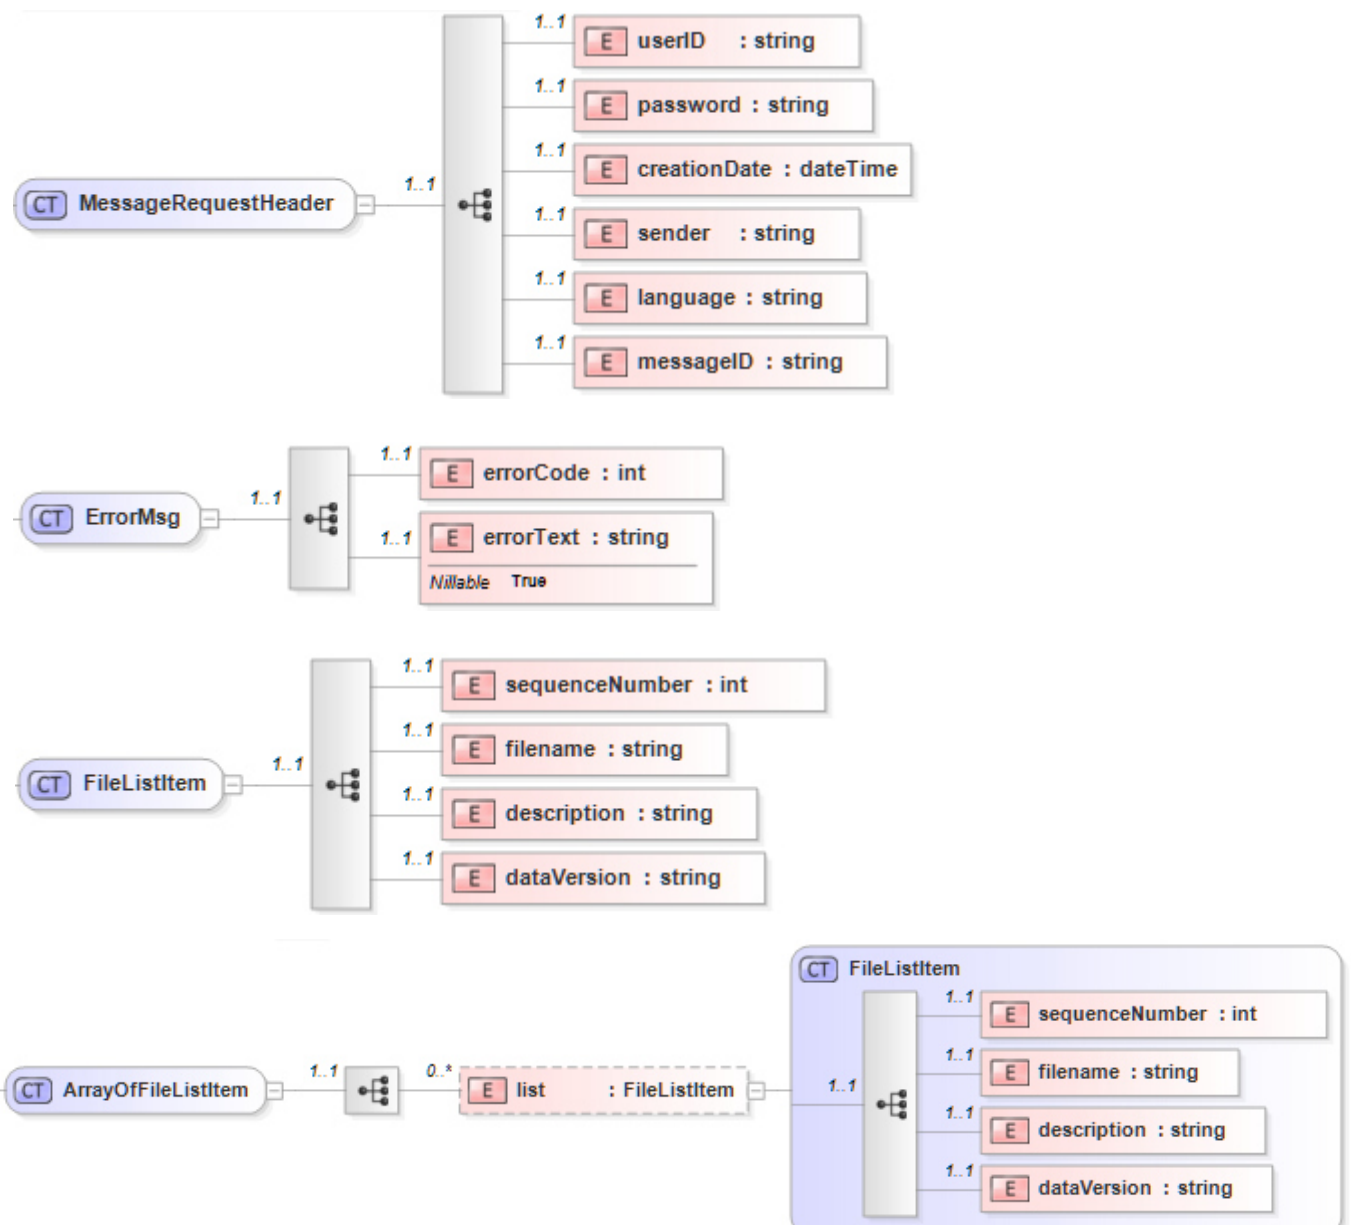 1..1
E userID : string
1..1
E password : string
1..1
E creationDate : dateTime
CT MessageRequestHeader
1..1
1..1
E sender : string
1..1
E language : string
1..1
E messageID : string
1..1
E errorCode : int
CT ErrorMsg
1..1
1..1
E errorText : string
Nillable True
1..1
E sequenceNumber : int
1..1
E filename : string
CT FileListItem
1..1
1..1
E description : string
1..1
E dataVersion : string
CT FileListItem
1..1
E sequenceNumber : int
1..1
E filename : string
CT ArrayOfFileListItem
1..1
0..*
E list : FileListItem
1..1
1..1
E description : string
1..1
E dataVersion : string